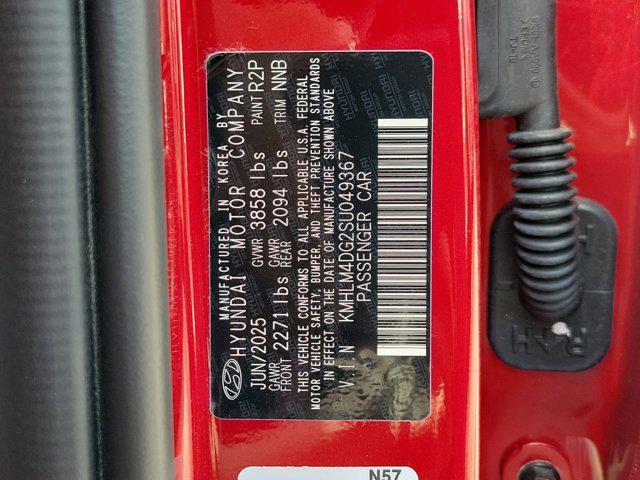 MANUFACTURED IN KOREA BY
HYUNDAI MOTOR COMPANY
JUN/2025 GVWR 3858 lbs PAINT R2P
GAWR FRONT 2271 lbs GAWR REAR 2094 lbs TRIM NNB
THIS VEHICLE CONFORMS TO ALL APPLICABLE U.S.A. FEDERAL
MOTOR VEHICLE SAFETY, BUMPER, AND THEFT PREVENTION STANDARDS
IN EFFECT ON THE DATE OF MANUFACTURE SHOWN ABOVE
V.I.N KMHLM4DG2SU049367
PASSENGER CAR
N57
RH